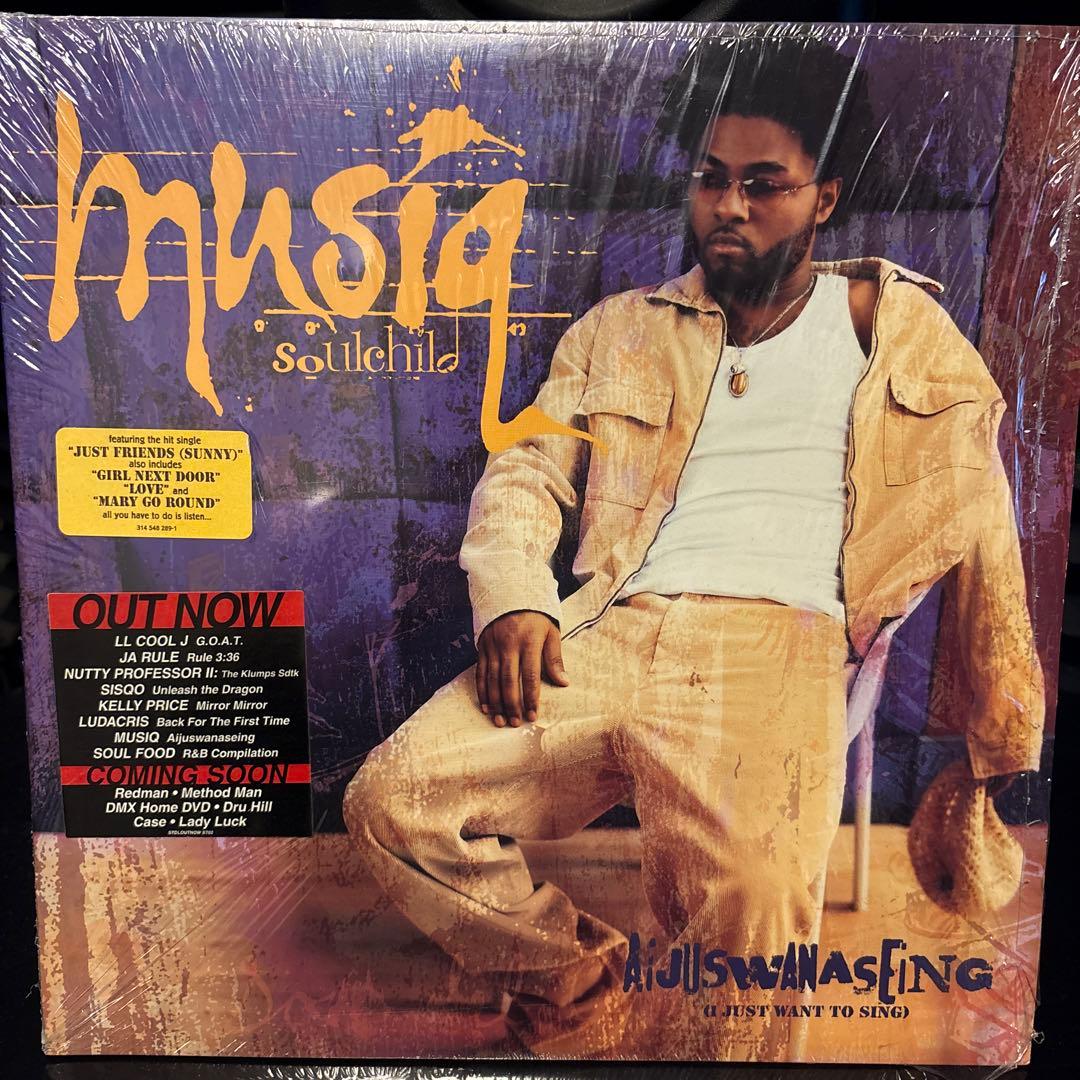 musiq
soulchild
featuring the hit single
"JUST FRIENDS (SUNNY)"
also includes
"GIRL NEXT DOOR"
"LOVE" and
"MARY GO ROUND"
all you have to do is listen...
314 548 289-1
OUT NOW
LL COOL J G.O.A.T.
JA RULE Rule 3:36
NUTTY PROFESSOR II: The Klumps Sdtk
SISQO Unleash the Dragon
KELLY PRICE Mirror Mirror
LUDACRIS Back For The First Time
MUSIQ Aijuswanaseing
SOUL FOOD R&B Compilation
COMING SOON
Redman • Method Man
DMX Home DVD • Dru Hill
Case • Lady Luck
AiJUSWANASEiNG
(I JUST WANT TO SING)